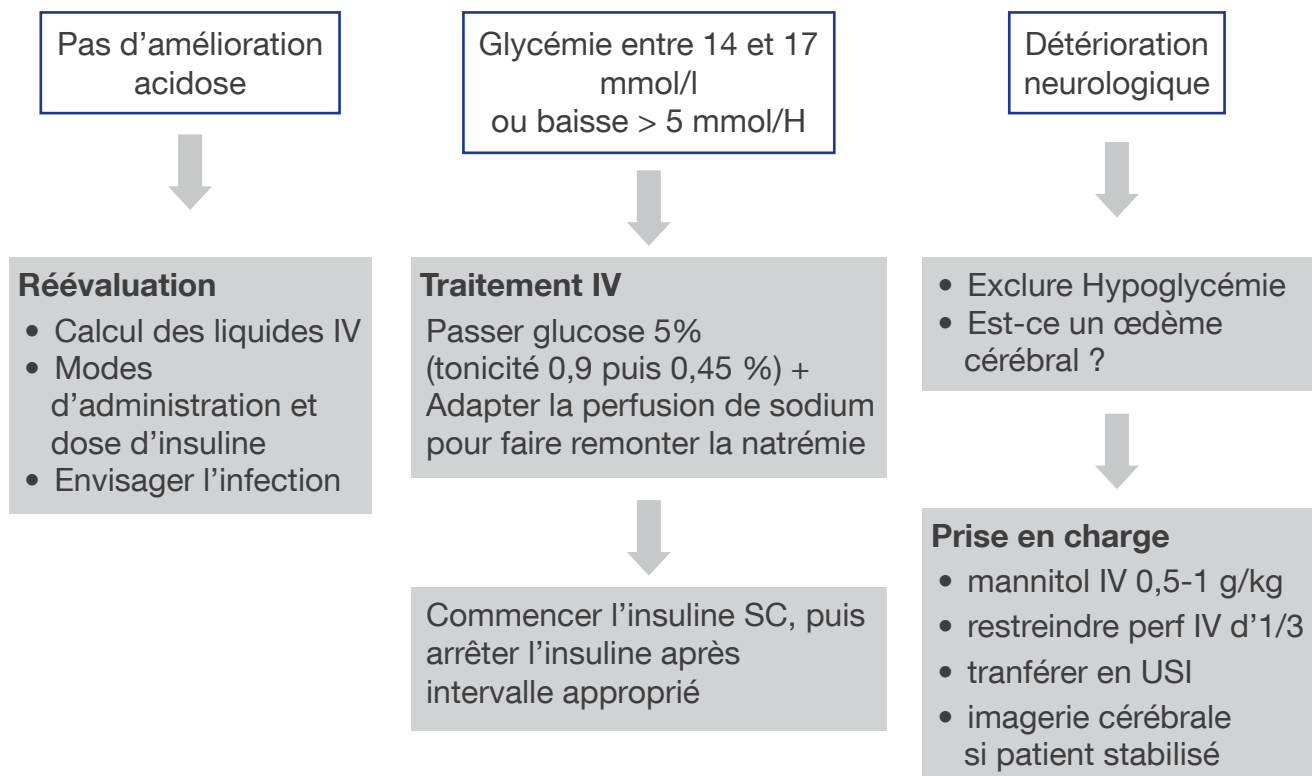 Pas d’amélioration
acidose
Réévaluation
• Calcul des liquides IV
• Modes
d’administration et
dose d’insuline
• Envisager l’infection
Glycémie entre 14 et 17
mmol/l
ou baisse > 5 mmol/H
Traitement IV
Passer glucose 5%
(tonicité 0,9 puis 0,45 %) +
Adapter la perfusion de sodium
pour faire remonter la natrémie
Commencer l’insuline SC, puis
arrêter l’insuline après
intervalle approprié
Détérioration
neurologique
• Exclure Hypoglycémie
• Est-ce un œdème
cérébral ?
Prise en charge
• mannitol IV 0,5-1 g/kg
• restreindre perf IV d’1/3
• tranférer en USI
• imagerie cérébrale
si patient stabilisé